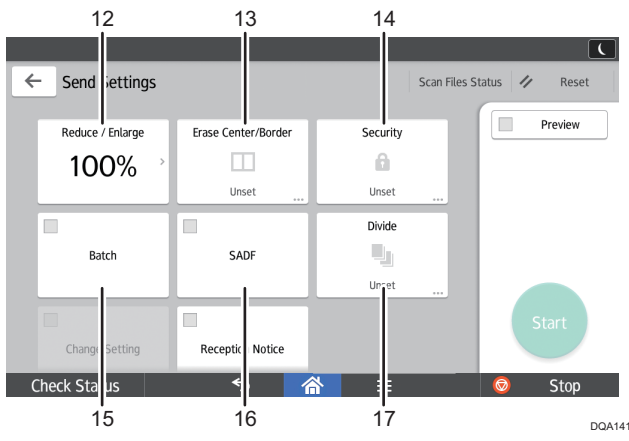 12 13 14
Send Settings Scan Files Status Reset
Reduce / Enlarge Erase Center/Border Security Preview
100%
Unset Unset
Batch SADF Divide
Unset
Start
Change Setting Reception Notice
Check Status Stop
15 16 17
DQA141